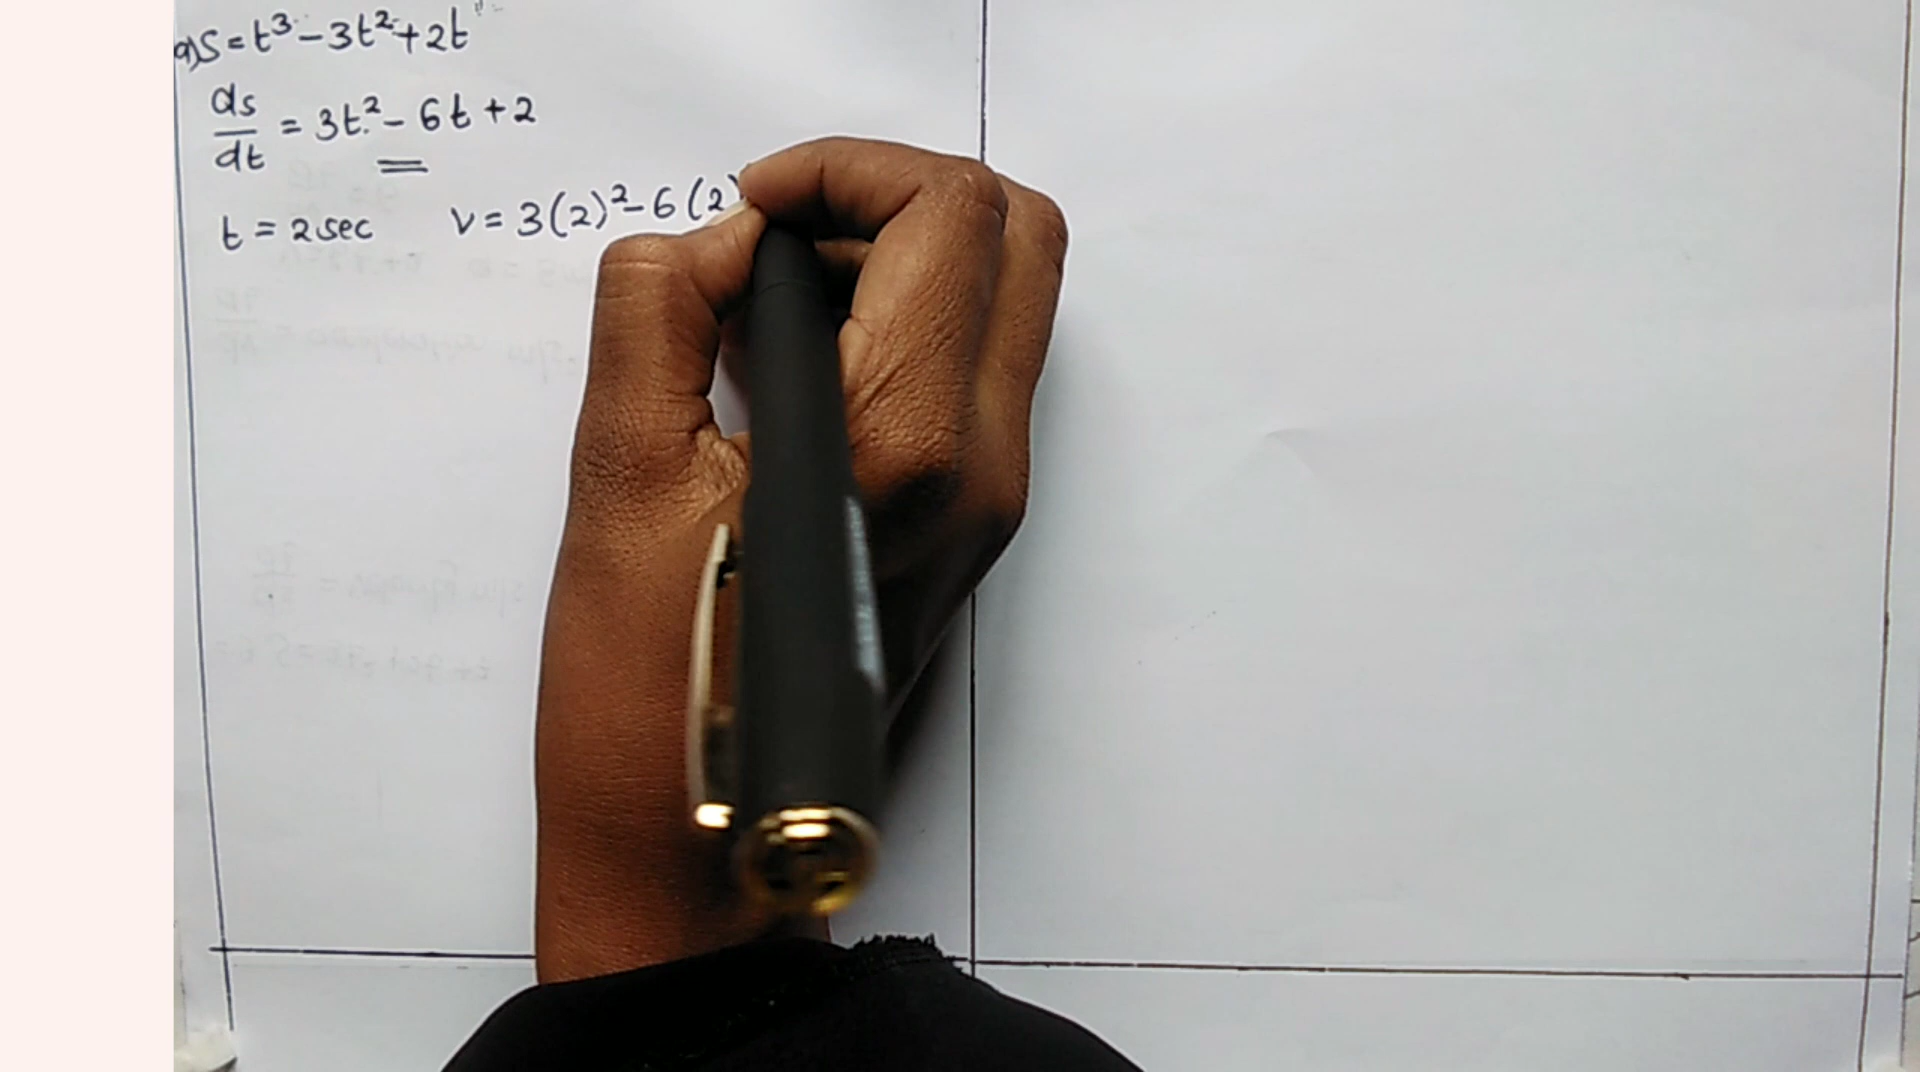 a) S = t³ - 3t² + 2t
ds/dt = 3t² - 6t + 2
t = 2sec v = 3(2)² - 6(2)